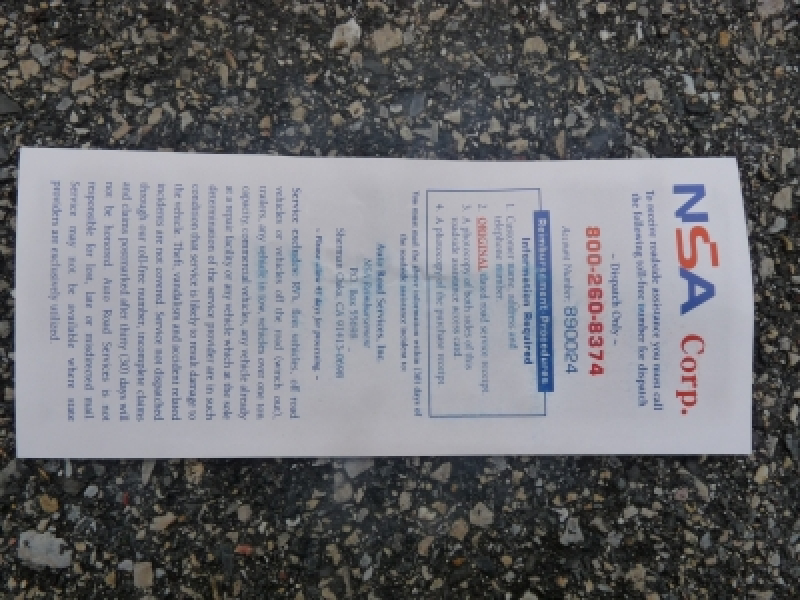 NSA Corp.
To receive roadside assistance you must call
the following toll-free number for dispatch
- Dispatch Only -
800-260-8374
Account Number: 890024
Reimbursement Procedures
Information Required
1. Customer name, address and
telephone number
2. ORIGINAL dated road service receipt
3. A photocopy of both sides of this
roadside assistance access card
4. A photocopy of the purchase receipt
You must mail the above information within (30) days of
the roadside assistance incident to:
Auto Road Services, Inc.
P.O. Box
Sherman Oaks, CA 91413-
- Please allow days for processing -
Service excludes: RV's, vehicles, off road
vehicles or vehicles off the road (winch out),
trailers, any vehicle in tow, vehicles over one ton
capacity, commercial vehicles, any vehicle already
at a repair facility, or any vehicle which at the sole
determination of the service provider are in such
condition that service is likely to result damage to
the vehicle. Theft, vandalism and accident related
incidents are not covered. Service not dispatched
through our toll-free number, incomplete claims
and claims postmarked after thirty (30) days will
not be honored. Auto Road Services is not
responsible for lost, late or misdirected mail.
Service may not be available where state
providers are exclusively utilized.